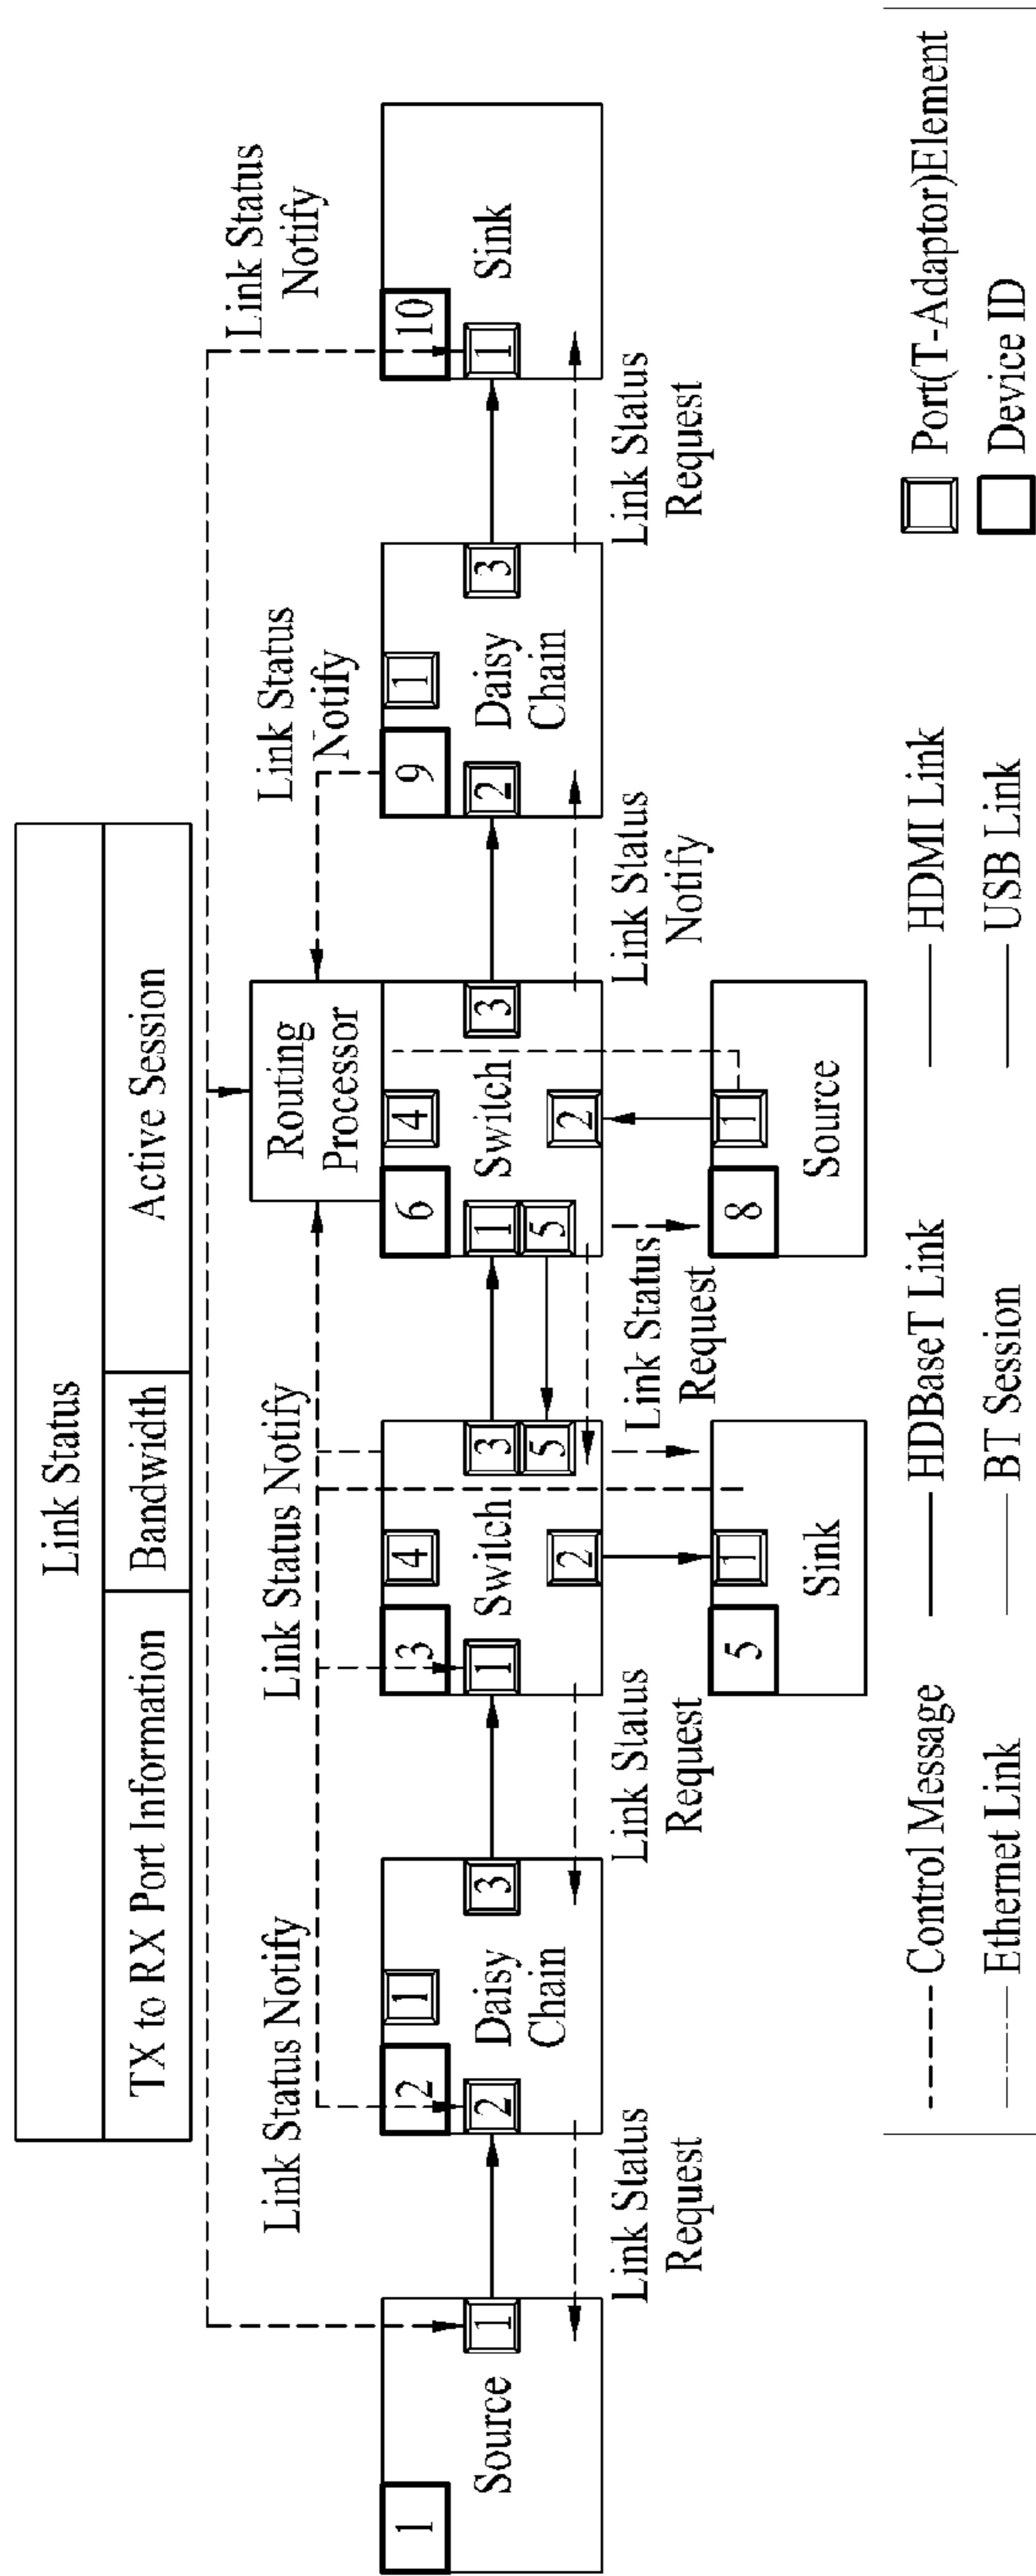 Link Status
TX to RX Port Information
Bandwidth
Active Session
Link Status Notify
Link Status Notify
Link Status
Notify
Link Status
Notify
Routing
Processor
1
Source
1
2
1
2
Daisy
Chain
3
3
4
1
Switch
3
5
2
6
4
1
5
Switch
3
2
9
1
2
Daisy
Chain
3
10
1
Sink
Link Status
Request
Link Status
Request
Link Status
Request
Link Status
Notify
Link Status
Request
5
1
Sink
8
1
Source
Control Message
HDBaseT Link
HDMI Link
Port(T-Adaptor)Element
Ethernet Link
BT Session
USB Link
Device ID